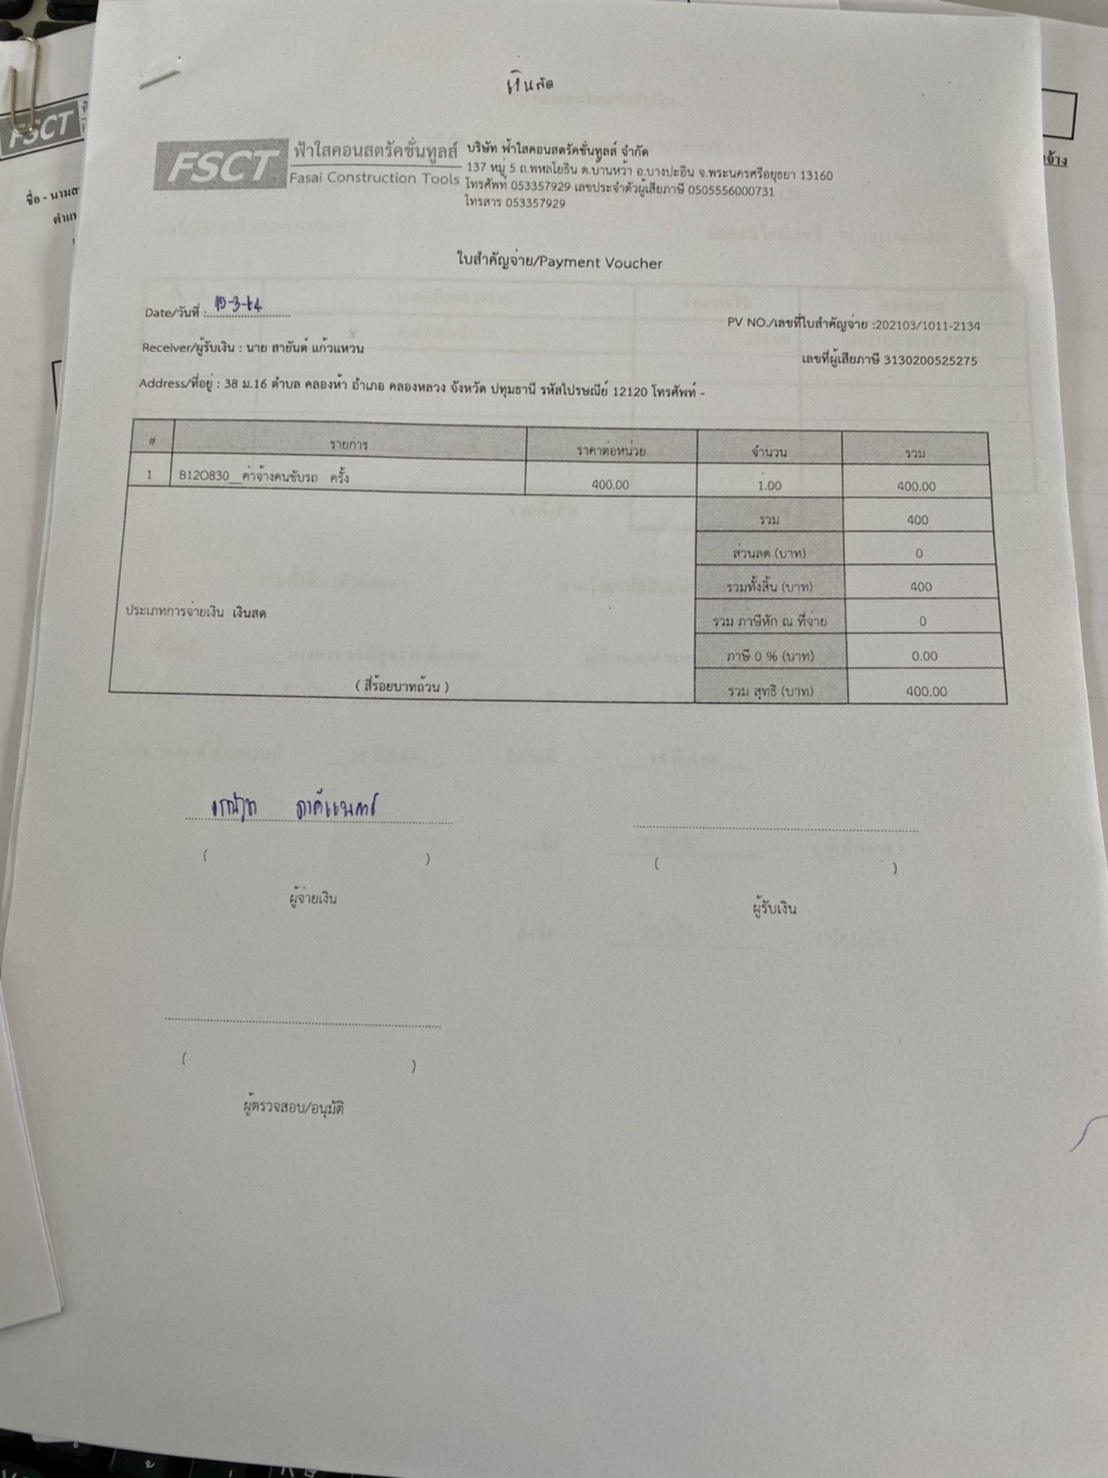 เงินสด
FSCT ฟ้าใสคอนสตรัคชั่นทูลส์
Fasai Construction Tools
บริษัท ฟ้าใสคอนสตรัคชั่นทูลส์ จำกัด
137 หมู่ 5 ถ.พหลโยธิน ต.บ้านหว้า อ.บางปะอิน จ.พระนครศรีอยุธยา 13160
โทรศัพท์ 053357929 เลขประจำตัวผู้เสียภาษี 0505556000731
โทรสาร 053357929
ใบสำคัญจ่าย/Payment Voucher
Date/วันที่ :
PV NO./เลขที่ใบสำคัญจ่าย :202103/1011-2134
Receiver/ผู้รับเงิน : นาย สายันต์ แก้วแหวน
เลขที่ผู้เสียภาษี 3130200525275
Address/ที่อยู่ : 38 ม.16 ตำบล คลองห้า อำเภอ คลองหลวง จังหวัด ปทุมธานี รหัสไปรษณีย์ 12120 โทรศัพท์ -
# รายการ ราคาต่อหน่วย จำนวน รวม
1 B12O830__ค่าจ้างคนขับรถ ครั้ง 400.00 1.00 400.00
รวม 400
ส่วนลด (บาท) 0
รวมทั้งสิ้น (บาท) 400
ประเภทการจ่ายเงิน เงินสด
รวม ภาษีหัก ณ ที่จ่าย 0
ภาษี 0 % (บาท) 0.00
( สี่ร้อยบาทถ้วน )
รวม สุทธิ (บาท) 400.00
( )
( )
ผู้จ่ายเงิน
ผู้รับเงิน
( )
ผู้ตรวจสอบ/อนุมัติ
FSCT